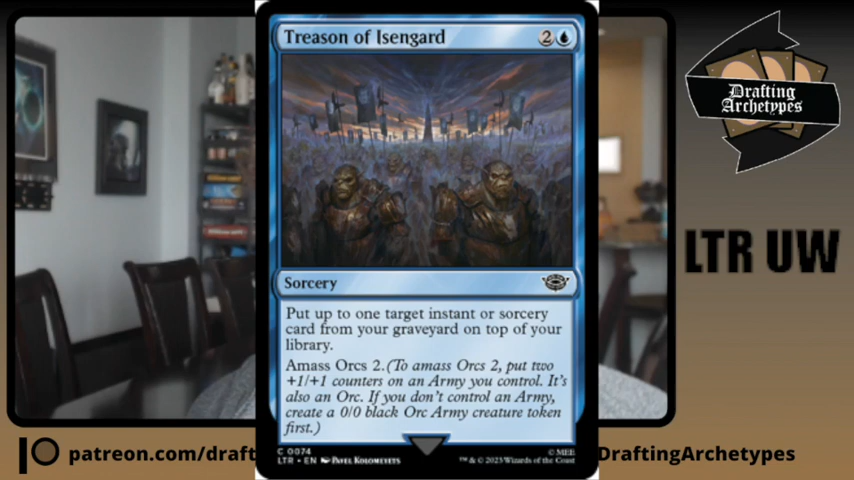 Treason of Isengard 2
Drafting
Archetypes
LTR UW
Sorcery
Put up to one target instant or sorcery
card from your graveyard on top of your
library.
Amass Orcs 2.(To amass Orcs 2, put two
+1/+1 counters on an Army you control. It's
also an Orc. If you don't control an Army,
create a 0/0 black Orc Army creature token
first.)
C 0074
LTR • EN Pavel Kolomeyets
© MEE
™ & © 2023 Wizards of the Coast
patreon.com/draft
DraftingArchetypes